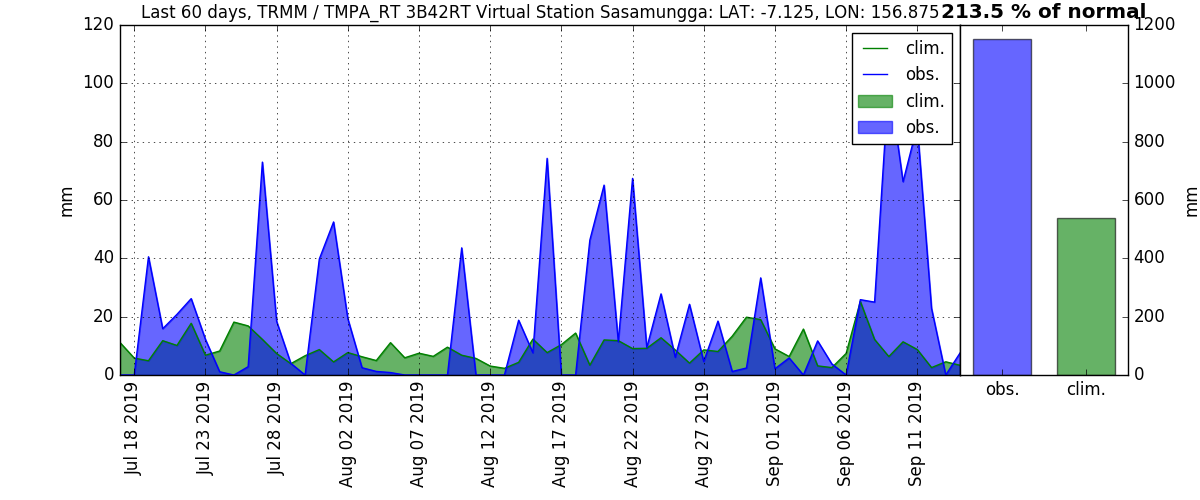 Last 60 days, TRMM / TMPA_RT 3B42RT Virtual Station Sasamungga: LAT: -7.125, LON: 156.875
213.5 % of normal
clim.
obs.
clim.
obs.
mm
120
100
80
60
40
20
0
Jul 18 2019
Jul 23 2019
Jul 28 2019
Aug 02 2019
Aug 07 2019
Aug 12 2019
Aug 17 2019
Aug 22 2019
Aug 27 2019
Sep 01 2019
Sep 06 2019
Sep 11 2019
1200
1000
800
600
400
200
0
mm
obs.
clim.